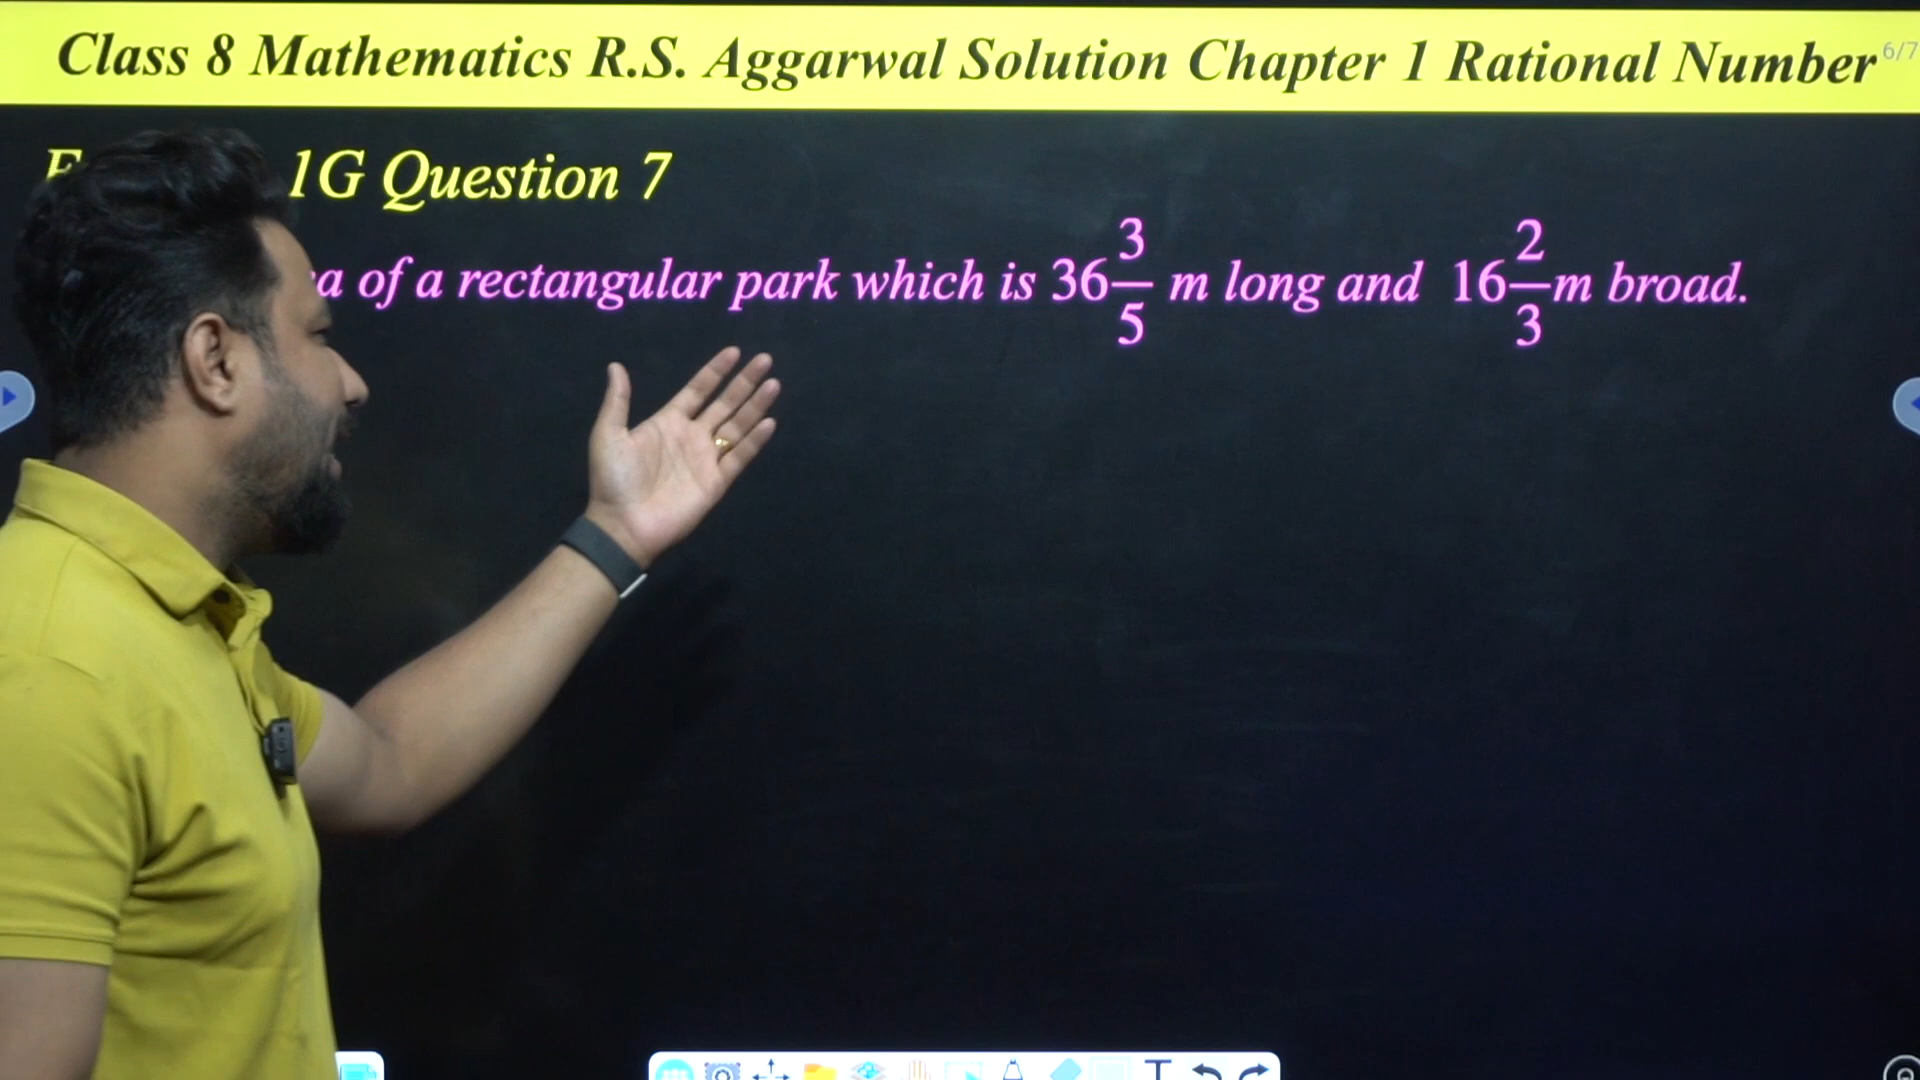 Class 8 Mathematics R.S. Aggarwal Solution Chapter 1 Rational Number 6/7
1G Question 7
of a rectangular park which is 36 3/5 m long and 16 2/3 m broad.